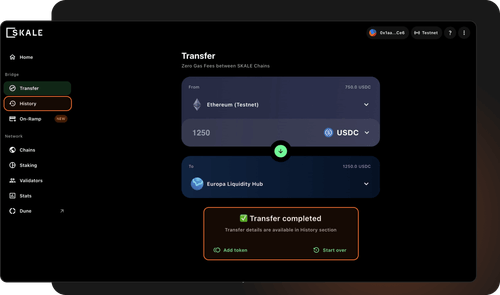 SKALE
0x1aa...Ce6
Testnet
?
Home
Bridge
Transfer
History
On-Ramp
NEW
Network
Chains
Staking
Validators
Stats
Dune
Transfer
Zero Gas Fees between SKALE Chains
From
750.0 USDC
Ethereum (Testnet)
1250
USDC
To
1250.0 USDC
Europa Liquidity Hub
Transfer completed
Transfer details are available in History section
Add token
Start over